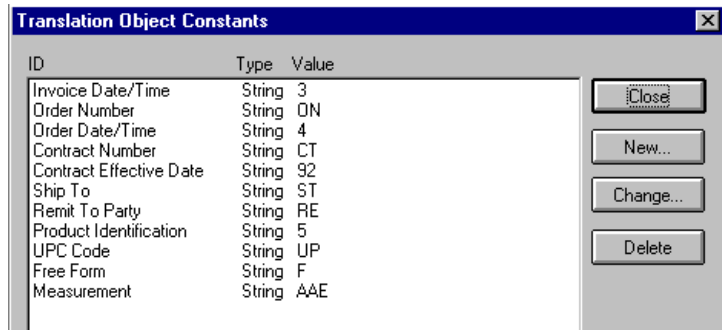 Translation Object Constants
ID Type Value
Invoice Date/Time String 3
Order Number String ON
Order Date/Time String 4
Contract Number String CT
Contract Effective Date String 92
Ship To String ST
Remit To Party String RE
Product Identification String 5
UPC Code String UP
Free Form String F
Measurement String AAE
Close
New...
Change...
Delete